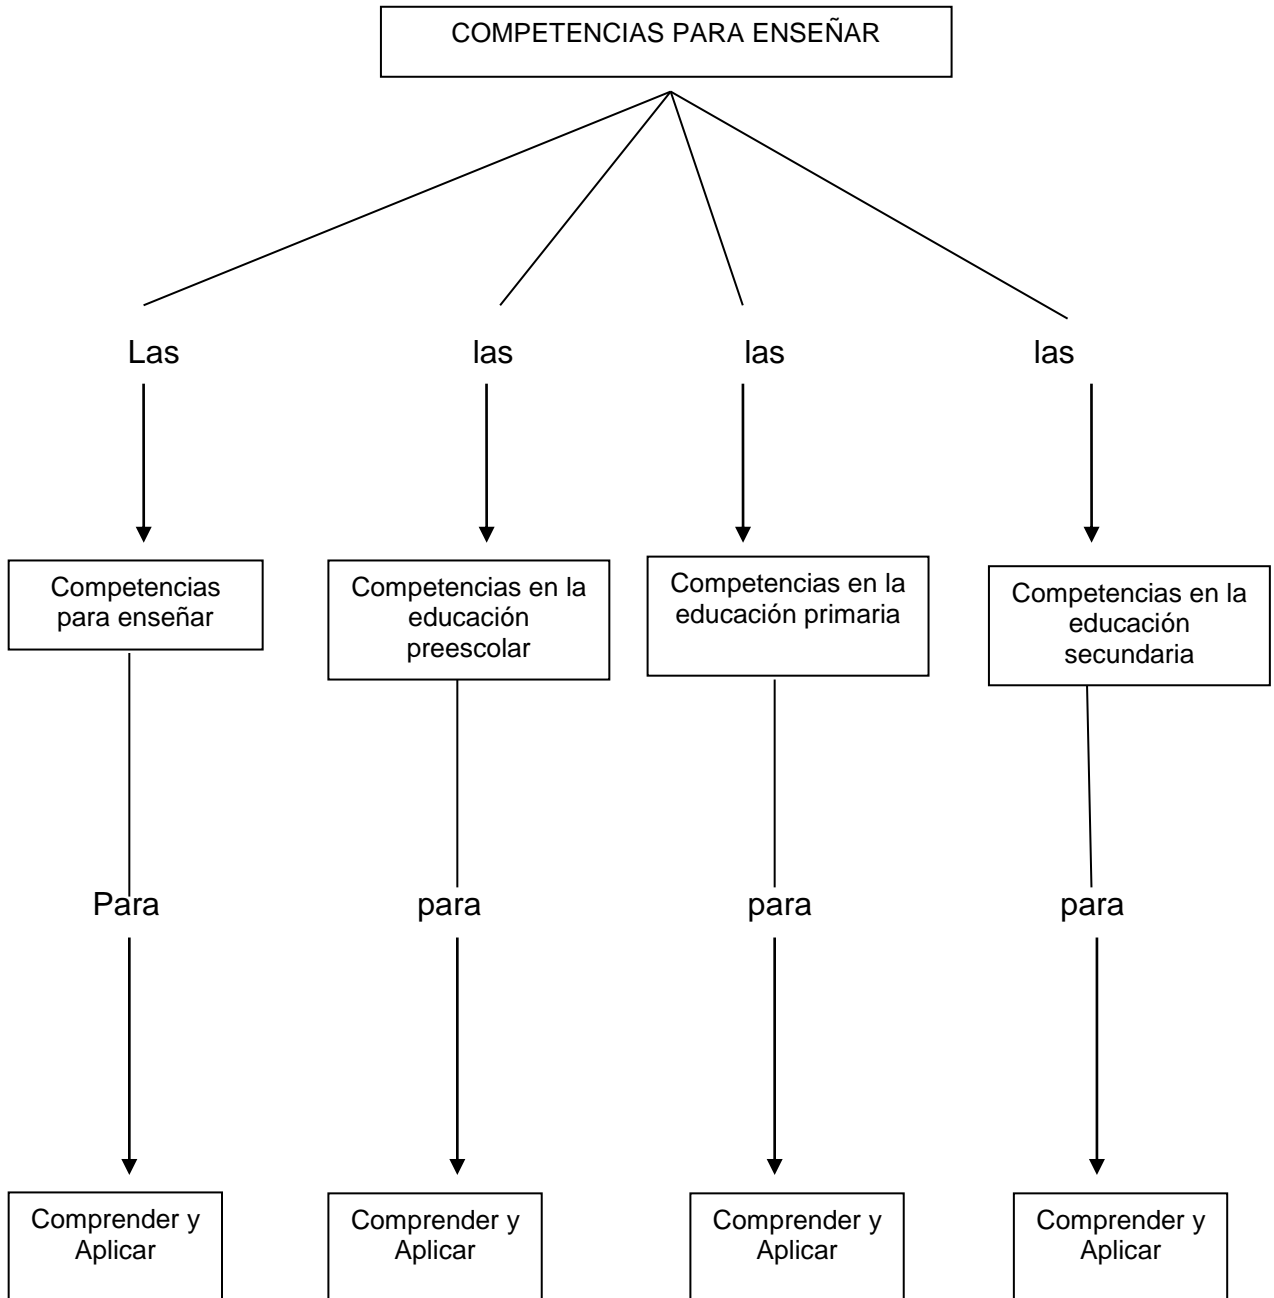 COMPETENCIAS PARA ENSEÑAR
Las
las
las
las
Competencias
para enseñar
Competencias en la
educación
preescolar
Competencias en la
educación primaria
Competencias en la
educación
secundaria
Para
para
para
para
Comprender y
Aplicar
Comprender y
Aplicar
Comprender y
Aplicar
Comprender y
Aplicar